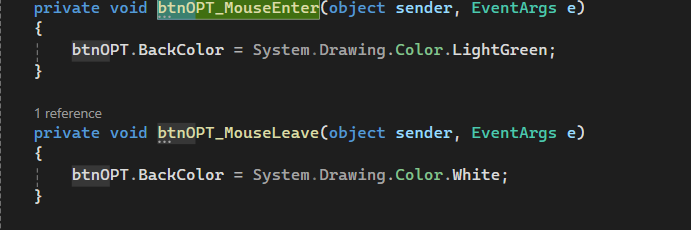 private void btnOPT_MouseEnter(object sender, EventArgs e)
{
btnOPT.BackColor = System.Drawing.Color.LightGreen;
}
1 reference
private void btnOPT_MouseLeave(object sender, EventArgs e)
{
btnOPT.BackColor = System.Drawing.Color.White;
}